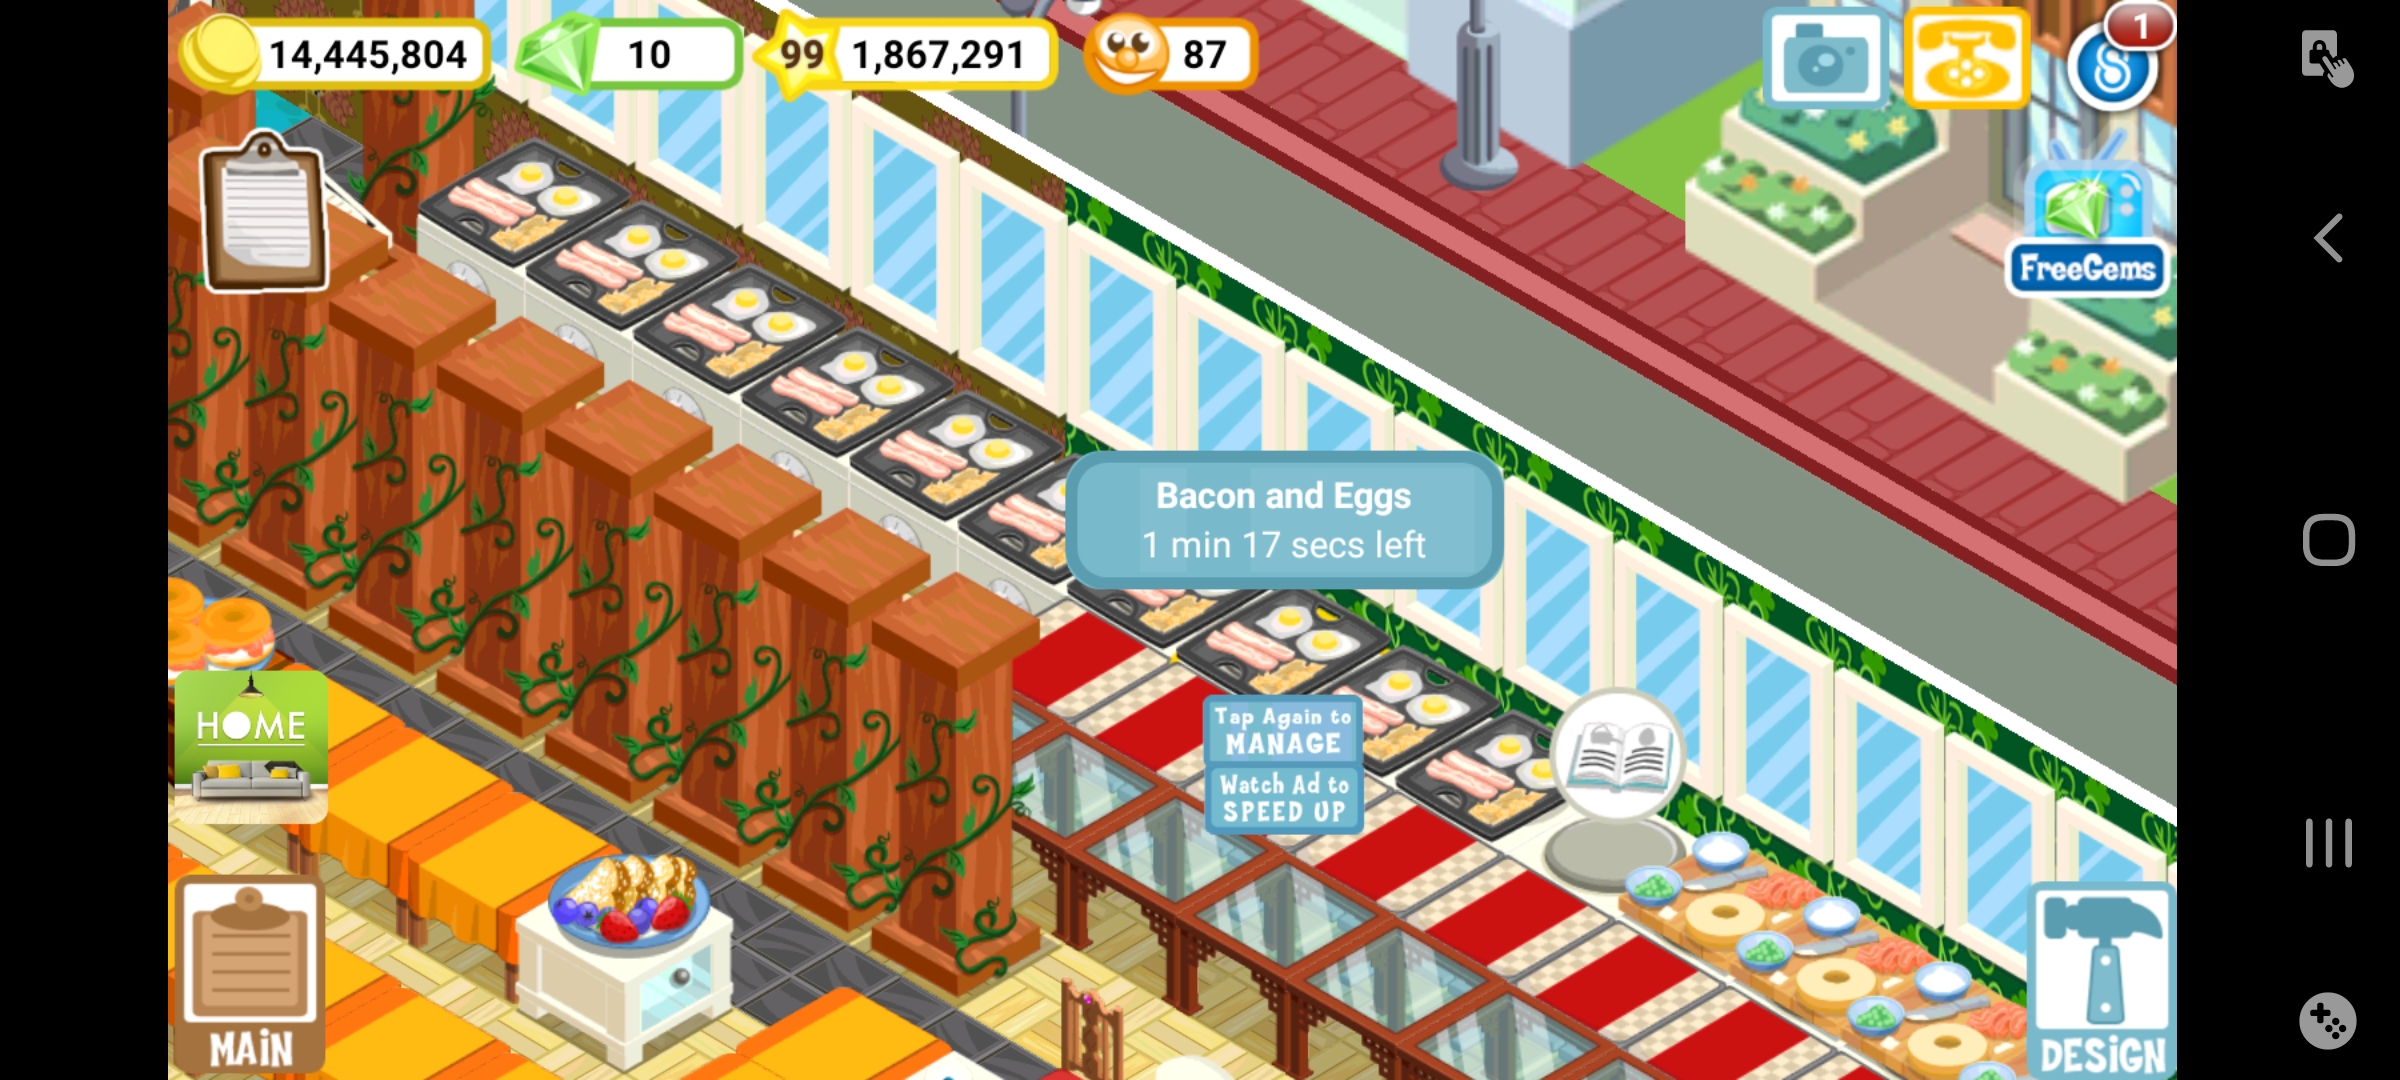 14,445,804
10
99 1,867,291
87
1
FreeGems
Bacon and Eggs
1 min 17 secs left
Tap Again to
MANAGE
Watch Ad to
SPEED UP
HOME
MAiN
DESiGN